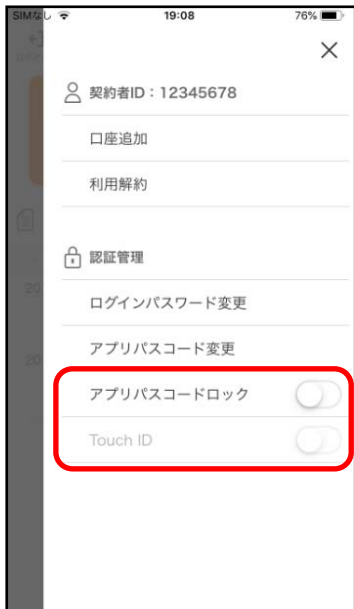 SIMなし 19:08 76%
契約者ID：12345678
口座追加
利用解約
認証管理
ログインパスワード変更
アプリパスコード変更
アプリパスコードロック
Touch ID
20
20